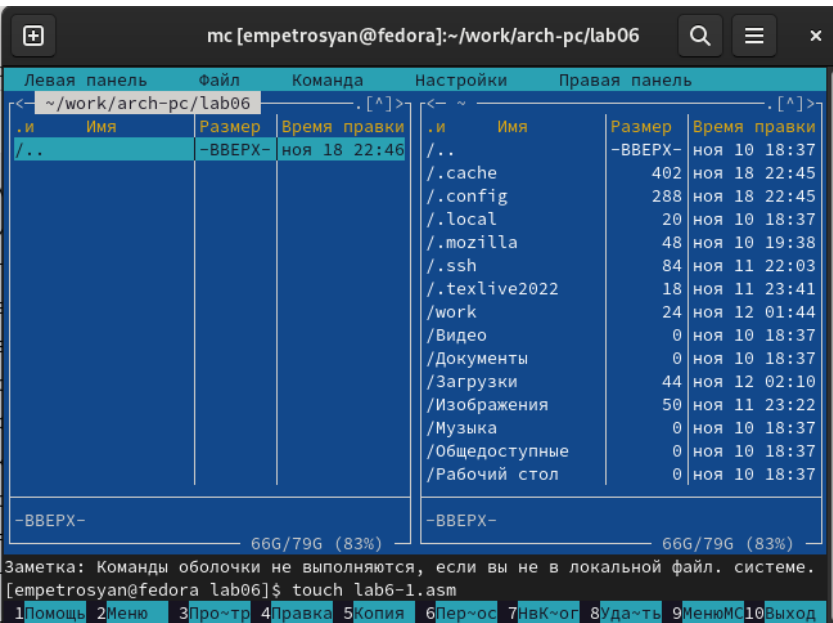 mc [empetrosyan@fedora]:~/work/arch-pc/lab06
Левая панель Файл Команда Настройки Правая панель
<─ ~/work/arch-pc/lab06 ─.[^]>
.и Имя Размер Время правки
/.. -ВВЕРХ- ноя 18 22:46
-ВВЕРХ-
66G/79G (83%)
<─ ~ ─.[^]>
.и Имя Размер Время правки
/.. -ВВЕРХ- ноя 10 18:37
/.cache 402 ноя 18 22:45
/.config 288 ноя 18 22:45
/.local 20 ноя 10 18:37
/.mozilla 48 ноя 10 19:38
/.ssh 84 ноя 11 22:03
/.texlive2022 18 ноя 11 23:41
/work 24 ноя 12 01:44
/Видео 0 ноя 10 18:37
/Документы 0 ноя 10 18:37
/Загрузки 44 ноя 12 02:10
/Изображения 50 ноя 11 23:22
/Музыка 0 ноя 10 18:37
/Общедоступные 0 ноя 10 18:37
/Рабочий стол 0 ноя 10 18:37
-ВВЕРХ-
66G/79G (83%)
Заметка: Команды оболочки не выполняются, если вы не в локальной файл. системе.
[empetrosyan@fedora lab06]$ touch lab6-1.asm
1Помощь 2Меню 3Про~тр 4Правка 5Копия 6Пер~ос 7НвК~ог 8Уда~ть 9МенюMC 10Выход